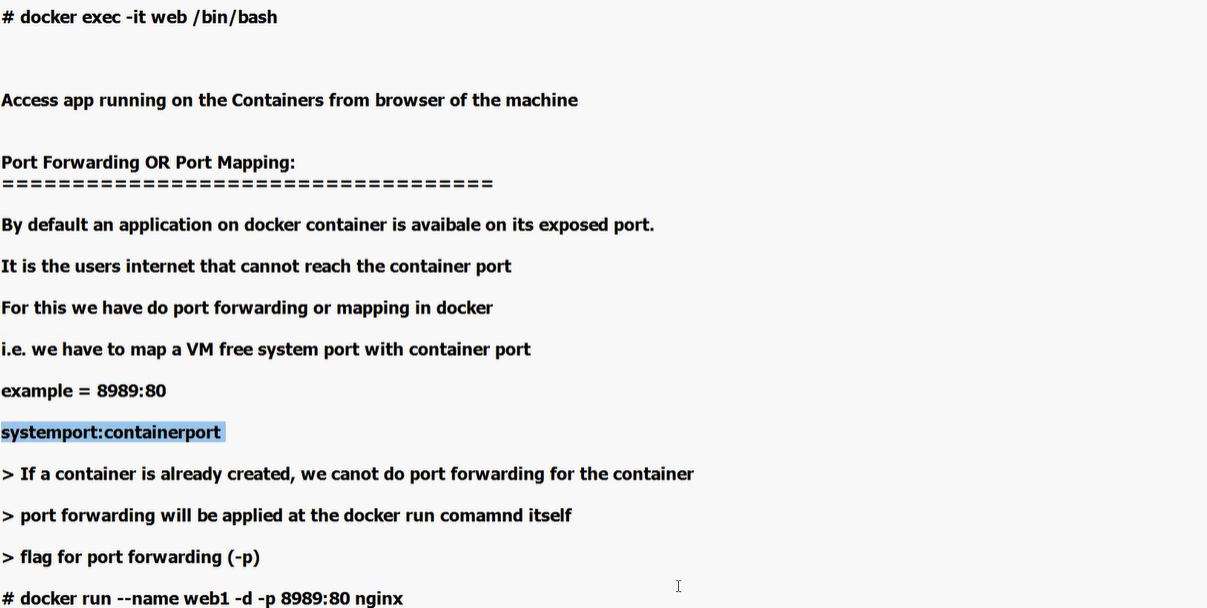 # docker exec -it web /bin/bash
Access app running on the Containers from browser of the machine
Port Forwarding OR Port Mapping:
===================================
By default an application on docker container is avaibale on its exposed port.
It is the users internet that cannot reach the container port
For this we have do port forwarding or mapping in docker
i.e. we have to map a VM free system port with container port
example = 8989:80
systemport:containerport
> If a container is already created, we canot do port forwarding for the container
> port forwarding will be applied at the docker run comamnd itself
> flag for port forwarding (-p)
# docker run --name web1 -d -p 8989:80 nginx